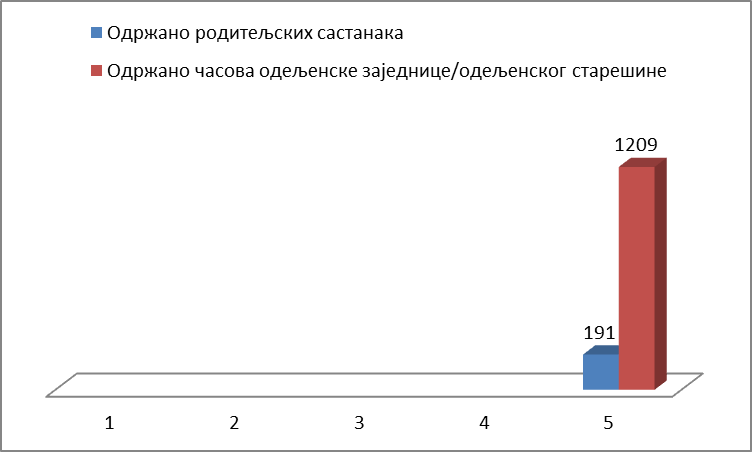 Одржано родитељских састанака
Одржано часова одељенске заједнице/одељенског старешине
1209
191
1 2 3 4 5